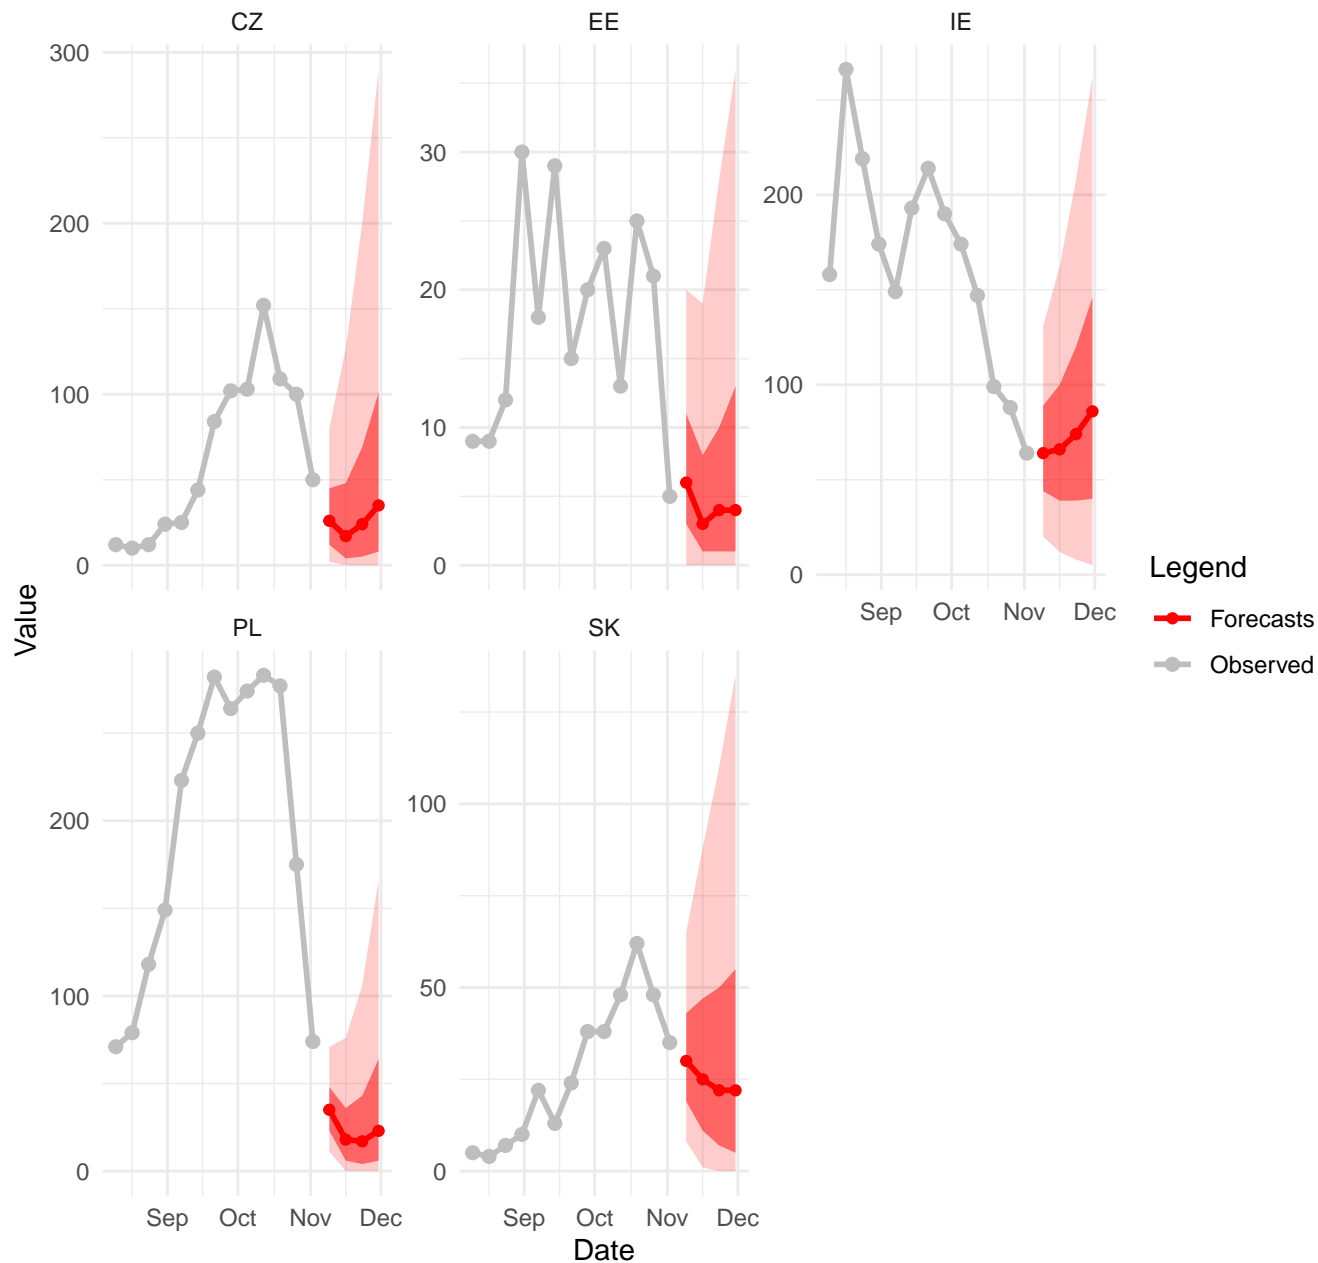 CZ
EE
IE
300
200
100
0
30
20
10
0
200
100
0
Sep Oct Nov Dec
Value
Legend
Forecasts
Observed
PL
SK
200
100
0
100
50
0
Sep Oct Nov Dec
Sep Oct Nov Dec
Date